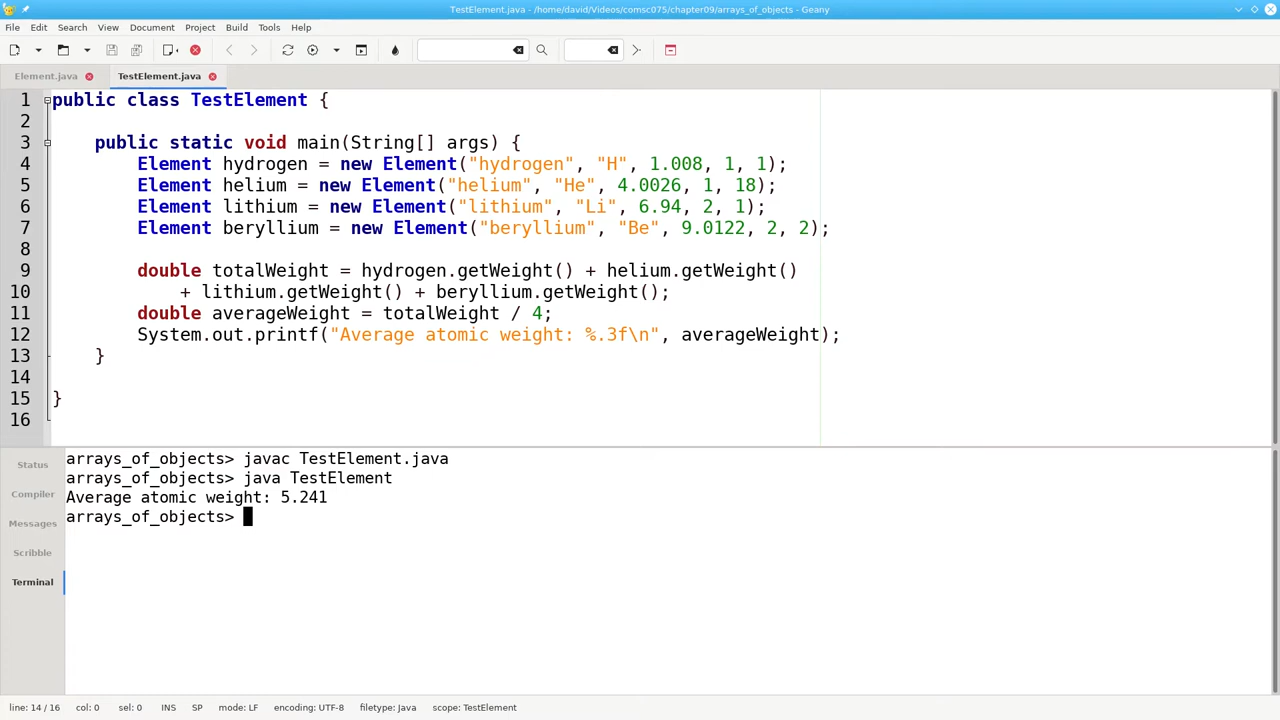 TestElement.java - /home/david/Videos/comsc075/chapter09/arrays_of_objects - Geany
File Edit Search View Document Project Build Tools Help
Element.java TestElement.java
1 public class TestElement {
2
3 public static void main(String[] args) {
4 Element hydrogen = new Element("hydrogen", "H", 1.008, 1, 1);
5 Element helium = new Element("helium", "He", 4.0026, 1, 18);
6 Element lithium = new Element("lithium", "Li", 6.94, 2, 1);
7 Element beryllium = new Element("beryllium", "Be", 9.0122, 2, 2);
8
9 double totalWeight = hydrogen.getWeight() + helium.getWeight()
10 + lithium.getWeight() + beryllium.getWeight();
11 double averageWeight = totalWeight / 4;
12 System.out.printf("Average atomic weight: %.3f\n", averageWeight);
13 }
14
15 }
16
Status
Compiler
Messages
Scribble
Terminal
arrays_of_objects> javac TestElement.java
arrays_of_objects> java TestElement
Average atomic weight: 5.241
arrays_of_objects>
line: 14 / 16 col: 0 sel: 0 INS SP mode: LF encoding: UTF-8 filetype: Java scope: TestElement